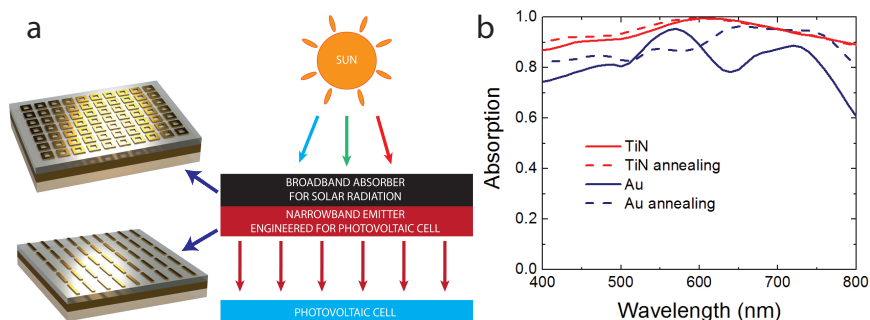 a
SUN
BROADBAND ABSORBER
FOR SOLAR RADIATION
NARROWBAND EMITTER
ENGINEERED FOR PHOTOVOLTAIC CELL
PHOTOVOLTAIC CELL
b
Absorption
1.0
0.8
0.6
0.4
0.2
0.0
TiN
TiN annealing
Au
Au annealing
400
500
600
700
800
Wavelength (nm)